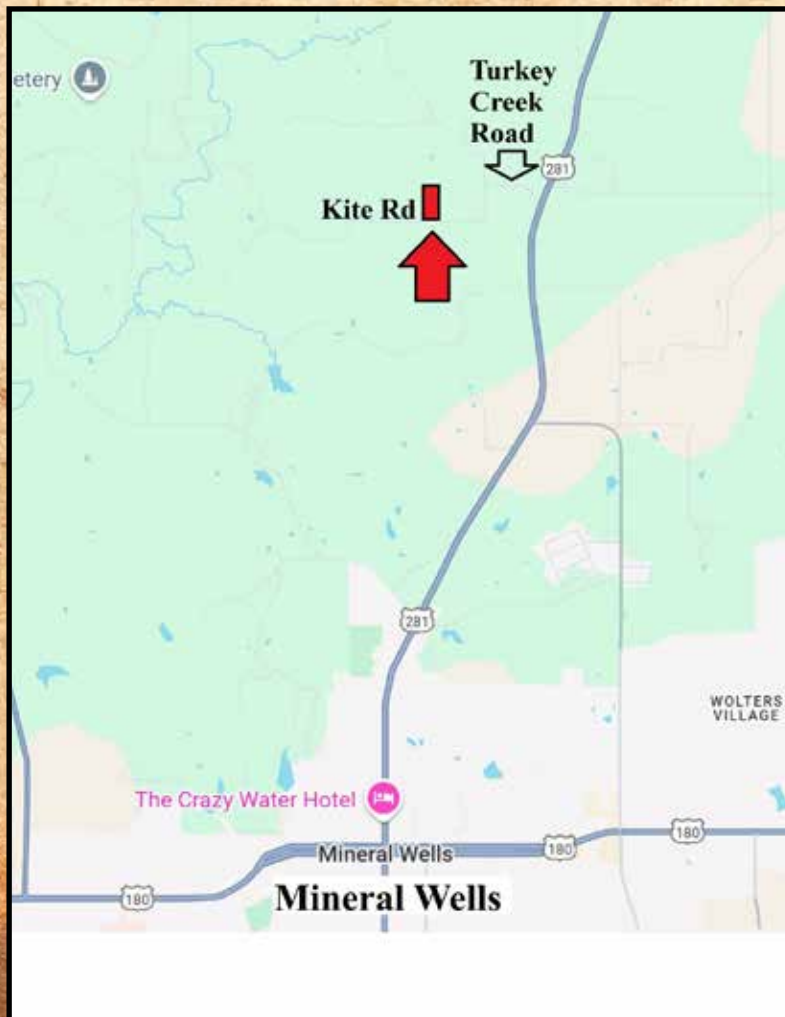 etery
Turkey
Creek
Road
281
Kite Rd
281
WOLTERS
VILLAGE
The Crazy Water Hotel
Mineral Wells
180
180
180
Mineral Wells